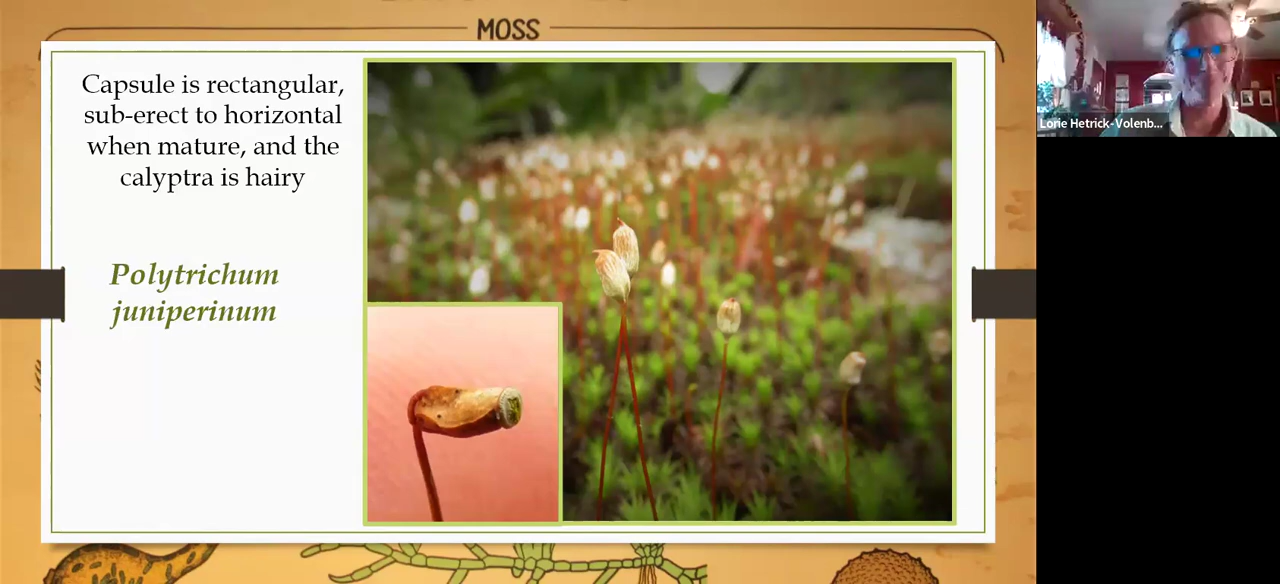 MOSS
Capsule is rectangular,
sub-erect to horizontal
when mature, and the
calyptra is hairy
Polytrichum
juniperinum
Lorie Hetrick-Volenb...